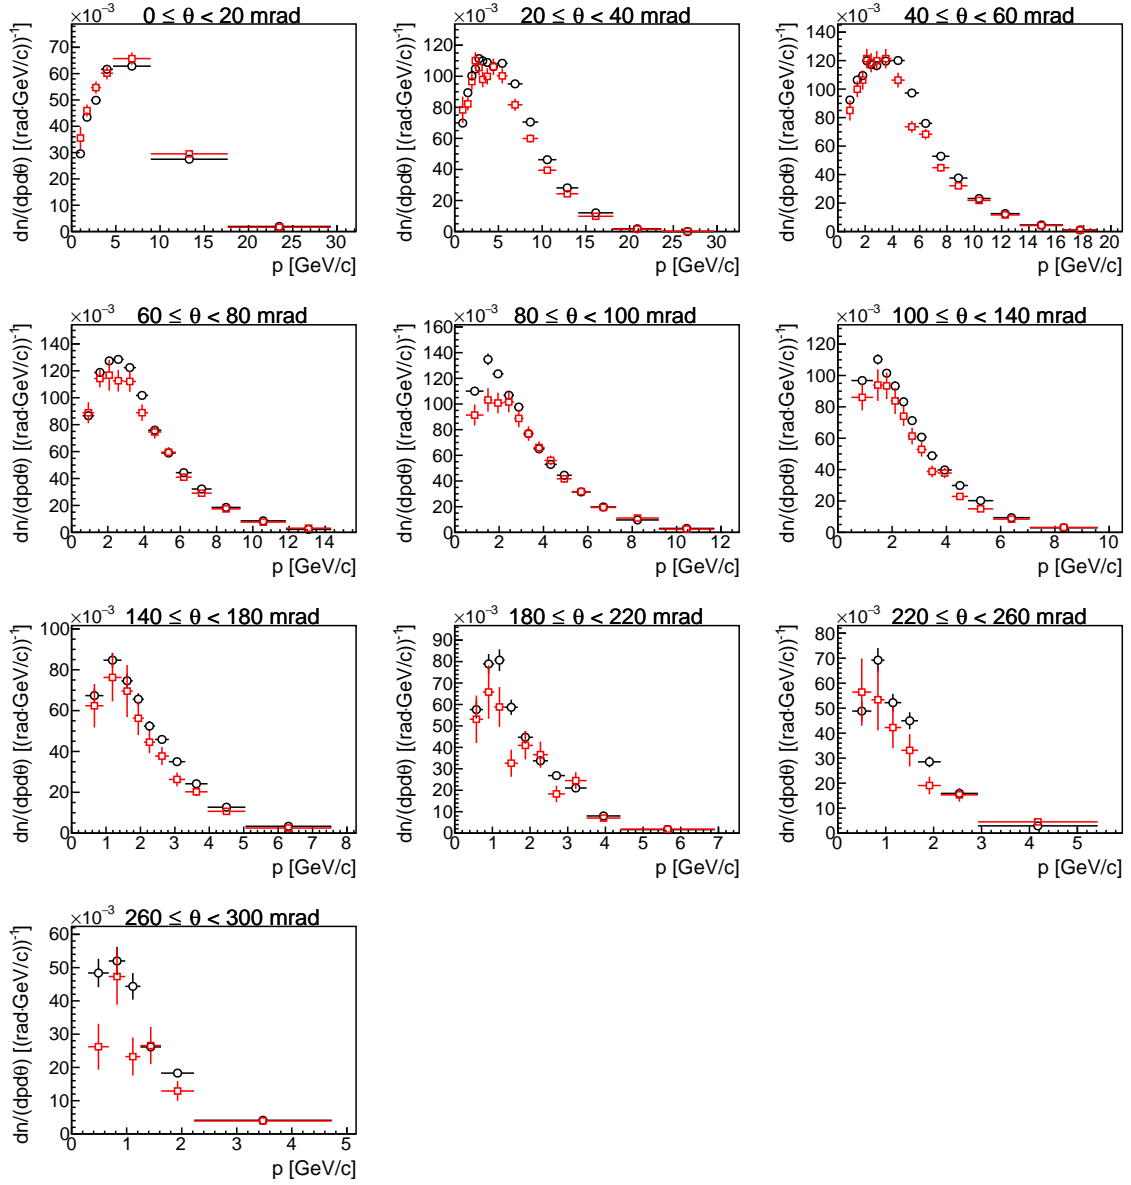 ×10⁻³ 0 ≤ θ < 20 mrad
dn/(dpdθ) [(rad·GeV/c)⁻¹]
70
60
50
40
30
20
10
0
0 5 10 15 20 25 30
p [GeV/c]
×10⁻³ 20 ≤ θ < 40 mrad
dn/(dpdθ) [(rad·GeV/c)⁻¹]
120
100
80
60
40
20
0
0 5 10 15 20 25 30
p [GeV/c]
×10⁻³ 40 ≤ θ < 60 mrad
dn/(dpdθ) [(rad·GeV/c)⁻¹]
140
120
100
80
60
40
20
0
0 2 4 6 8 10 12 14 16 18 20
p [GeV/c]
×10⁻³ 60 ≤ θ < 80 mrad
dn/(dpdθ) [(rad·GeV/c)⁻¹]
140
120
100
80
60
40
20
0
0 2 4 6 8 10 12 14
p [GeV/c]
×10⁻³ 80 ≤ θ < 100 mrad
dn/(dpdθ) [(rad·GeV/c)⁻¹]
160
140
120
100
80
60
40
20
0
0 2 4 6 8 10 12
p [GeV/c]
×10⁻³ 100 ≤ θ < 140 mrad
dn/(dpdθ) [(rad·GeV/c)⁻¹]
120
100
80
60
40
20
0
0 2 4 6 8 10
p [GeV/c]
×10⁻³ 140 ≤ θ < 180 mrad
dn/(dpdθ) [(rad·GeV/c)⁻¹]
100
80
60
40
20
0
0 1 2 3 4 5 6 7 8
p [GeV/c]
×10⁻³ 180 ≤ θ < 220 mrad
dn/(dpdθ) [(rad·GeV/c)⁻¹]
90
80
70
60
50
40
30
20
10
0
0 1 2 3 4 5 6 7
p [GeV/c]
×10⁻³ 220 ≤ θ < 260 mrad
dn/(dpdθ) [(rad·GeV/c)⁻¹]
80
70
60
50
40
30
20
10
0
0 1 2 3 4 5
p [GeV/c]
×10⁻³ 260 ≤ θ < 300 mrad
dn/(dpdθ) [(rad·GeV/c)⁻¹]
60
50
40
30
20
10
0
0 1 2 3 4 5
p [GeV/c]